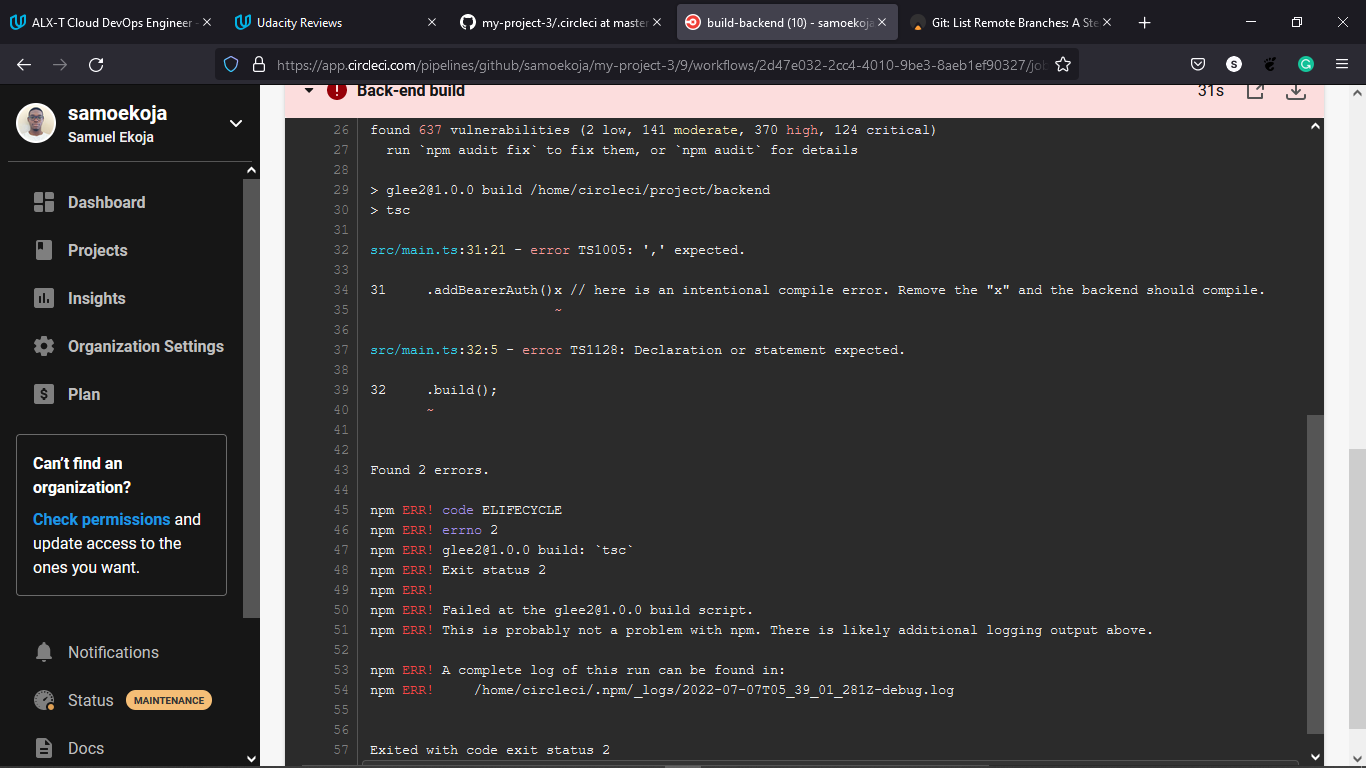 ALX-T Cloud DevOps Engineer -
Udacity Reviews
my-project-3/.circleci at master
build-backend (10) - samoekoja
Git: List Remote Branches: A Ste
https://app.circleci.com/pipelines/github/samoekoja/my-project-3/9/workflows/2d47e032-2cc4-4010-9be3-8aeb1ef90327/job
S
G
samoekoja
Samuel Ekoja
Dashboard
Projects
Insights
Organization Settings
Plan
Can't find an
organization?
Check permissions and
update access to the
ones you want.
Notifications
Status MAINTENANCE
Docs
Back-end build 31s
26 found 637 vulnerabilities (2 low, 141 moderate, 370 high, 124 critical)
27 run `npm audit fix` to fix them, or `npm audit` for details
28
29 > glee2@1.0.0 build /home/circleci/project/backend
30 > tsc
31
32 src/main.ts:31:21 - error TS1005: ',' expected.
33
34 31 .addBearerAuth()x // here is an intentional compile error. Remove the "x" and the backend should compile.
35 ~
36
37 src/main.ts:32:5 - error TS1128: Declaration or statement expected.
38
39 32 .build();
40 ~
41
42
43 Found 2 errors.
44
45 npm ERR! code ELIFECYCLE
46 npm ERR! errno 2
47 npm ERR! glee2@1.0.0 build: `tsc`
48 npm ERR! Exit status 2
49 npm ERR!
50 npm ERR! Failed at the glee2@1.0.0 build script.
51 npm ERR! This is probably not a problem with npm. There is likely additional logging output above.
52
53 npm ERR! A complete log of this run can be found in:
54 npm ERR! /home/circleci/.npm/_logs/2022-07-07T05_39_01_281Z-debug.log
55
56
57 Exited with code exit status 2